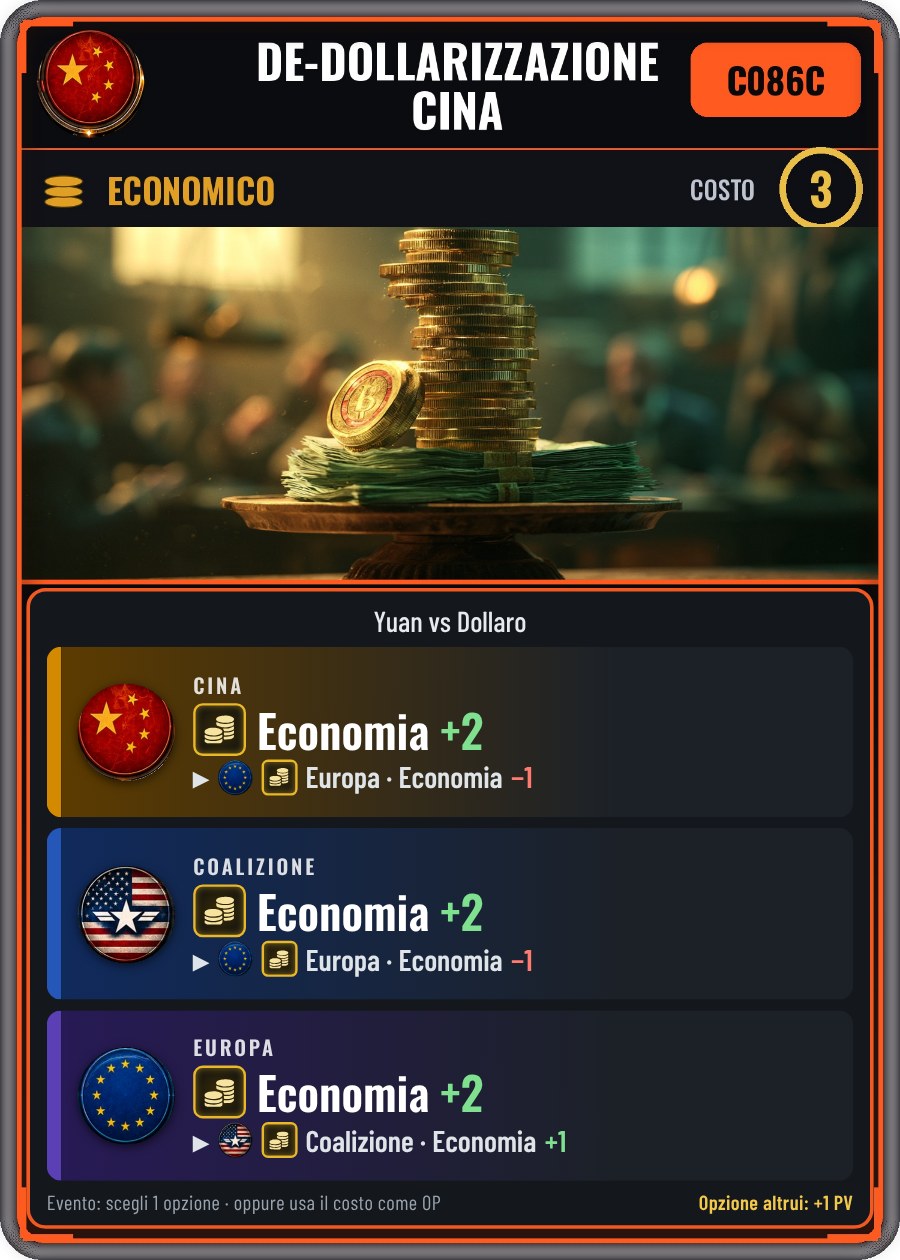 DE-DOLLARIZZAZIONE
CINA
C086C
ECONOMICO
COSTO
3
Yuan vs Dollaro
CINA
Economia +2
▶ Europa · Economia −1
COALIZIONE
Economia +2
▶ Europa · Economia −1
EUROPA
Economia +2
▶ Coalizione · Economia +1
Evento: scegli 1 opzione · oppure usa il costo come OP
Opzione altrui: +1 PV